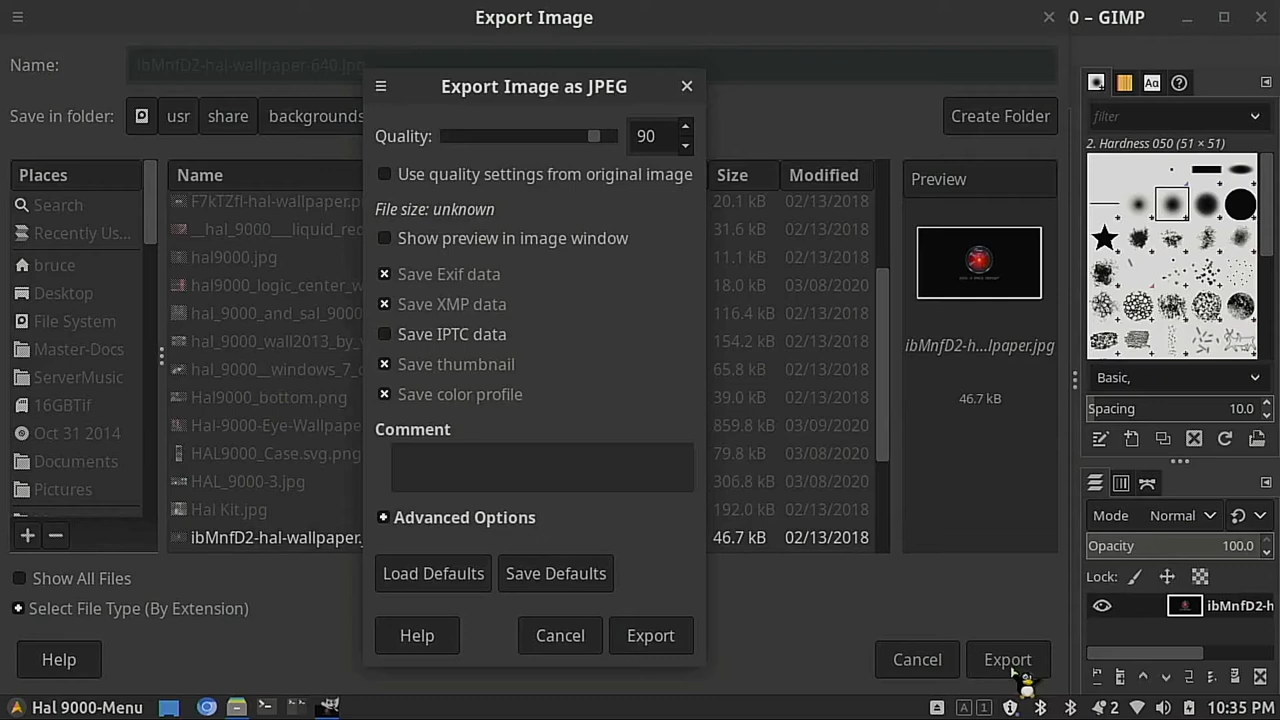 Export Image
0 – GIMP
Name: ibMnfD2-hal-wallpaper-640.jpg
Save in folder: usr share backgrounds
Create Folder
Export Image as JPEG
Quality: 90
Use quality settings from original image
File size: unknown
Show preview in image window
Save Exif data
Save XMP data
Save IPTC data
Save thumbnail
Save color profile
Comment
Advanced Options
Load Defaults Save Defaults
Help Cancel Export
Places
Search
Recently Us...
bruce
Desktop
File System
Master-Docs
ServerMusic
16GBTif
Oct 31 2014
Documents
Pictures
Name Size Modified
F7kTZfl-hal-wallpaper.p 20.1 kB 02/13/2018
__hal_9000__liquid_red 31.6 kB 02/13/2018
hal9000.jpg 11.1 kB 02/13/2018
hal9000_logic_center_w 18.0 kB 03/08/2020
hal_9000_and_sal_9000 116.4 kB 02/13/2018
hal_9000_wall2013_by_ 154.2 kB 02/13/2018
hal_9000__windows_7_c 65.8 kB 02/13/2018
Hal9000_bottom.png 39.0 kB 02/13/2018
Hal-9000-Eye-Wallpape 859.8 kB 03/09/2020
HAL9000_Case.svg.png 79.8 kB 03/08/2020
HAL_9000-3.jpg 306.8 kB 03/08/2020
Hal Kit.jpg 192.0 kB 02/13/2018
ibMnfD2-hal-wallpaper. 46.7 kB 02/13/2018
Preview
ibMnfD2-h...lpaper.jpg
46.7 kB
Show All Files
Select File Type (By Extension)
Help
Cancel Export
Aa
filter
2. Hardness 050 (51 × 51)
Basic,
Spacing 10.0
Mode Normal
Opacity 100.0
Lock:
ibMnfD2-h
Hal 9000-Menu
A 1 2 10:35 PM